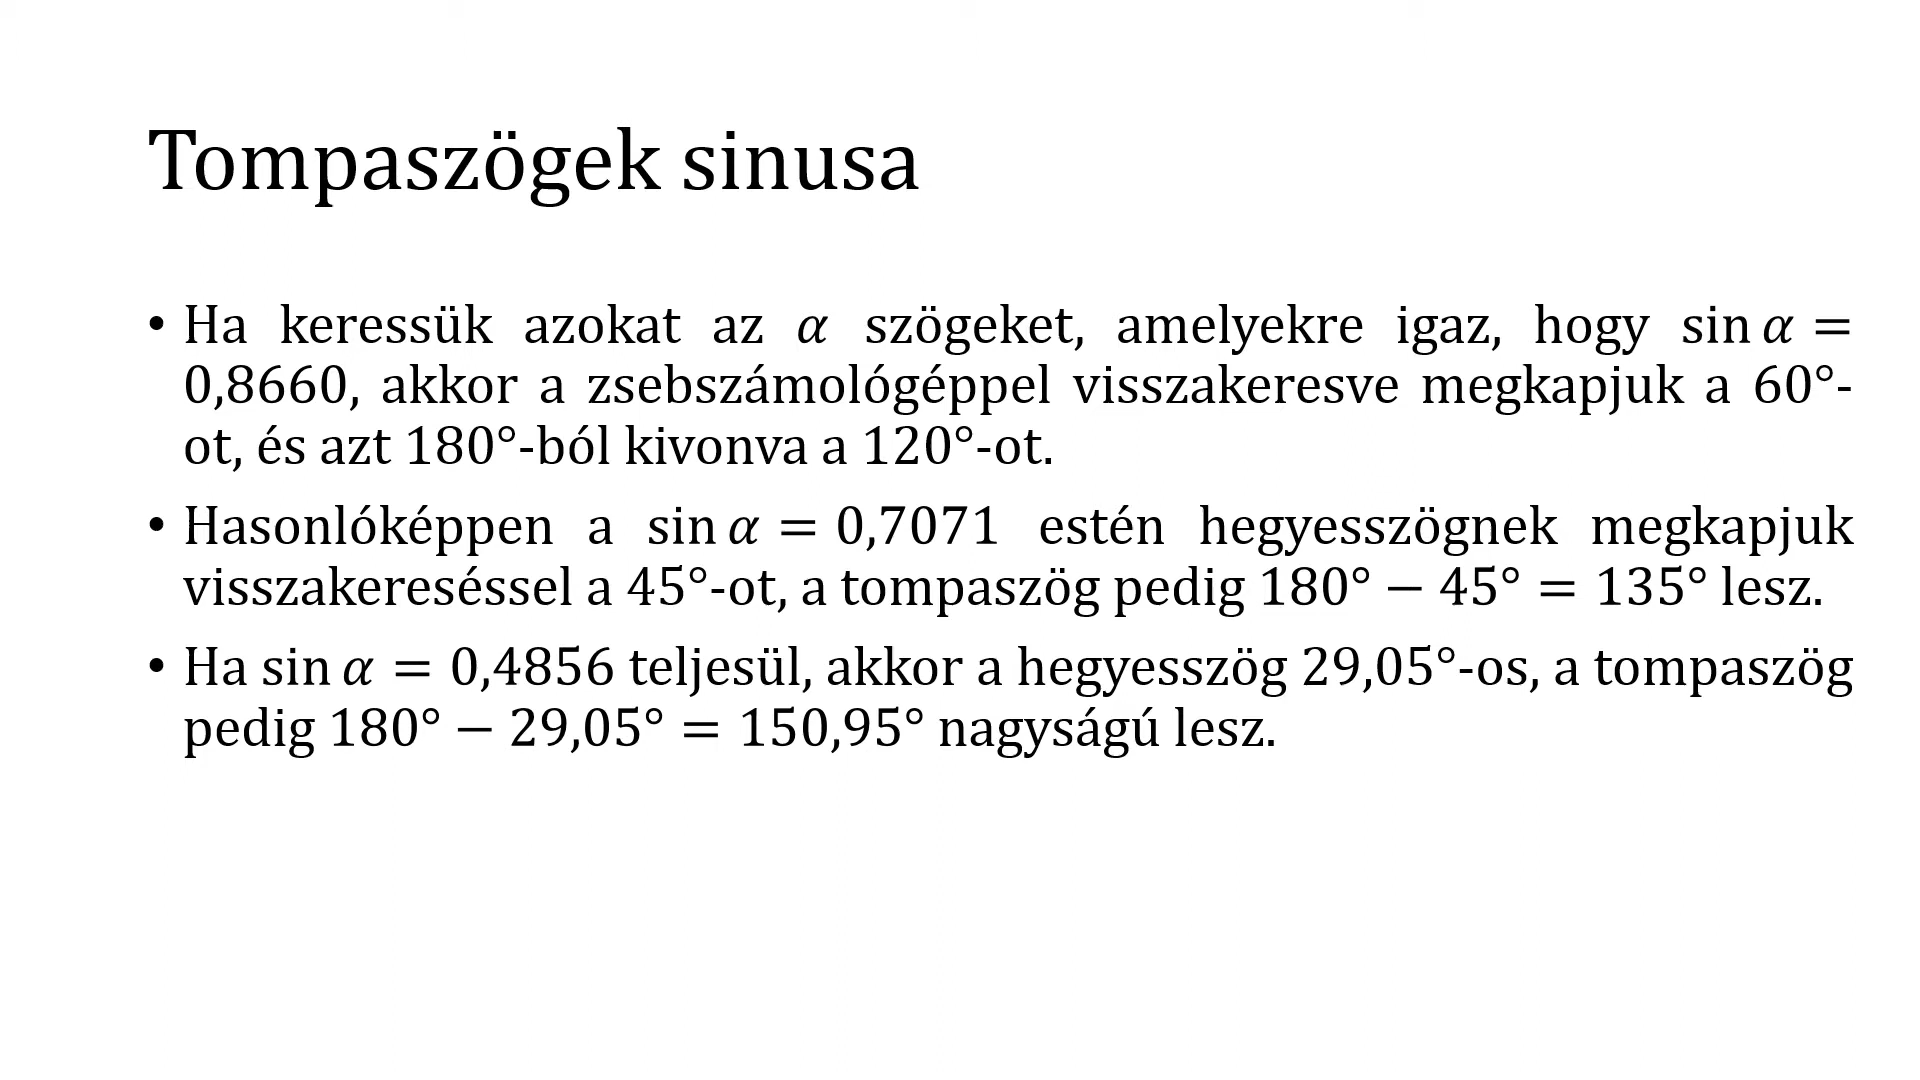 Tompaszögek sinusa
• Ha keressük azokat az α szögeket, amelyekre igaz, hogy sin α =
0,8660, akkor a zsebszámológéppel visszakeresve megkapjuk a 60°-
ot, és azt 180°-ból kivonva a 120°-ot.
• Hasonlóképpen a sin α = 0,7071 estén hegyesszögnek megkapjuk
visszakereséssel a 45°-ot, a tompaszög pedig 180° − 45° = 135° lesz.
• Ha sin α = 0,4856 teljesül, akkor a hegyesszög 29,05°-os, a tompaszög
pedig 180° − 29,05° = 150,95° nagyságú lesz.